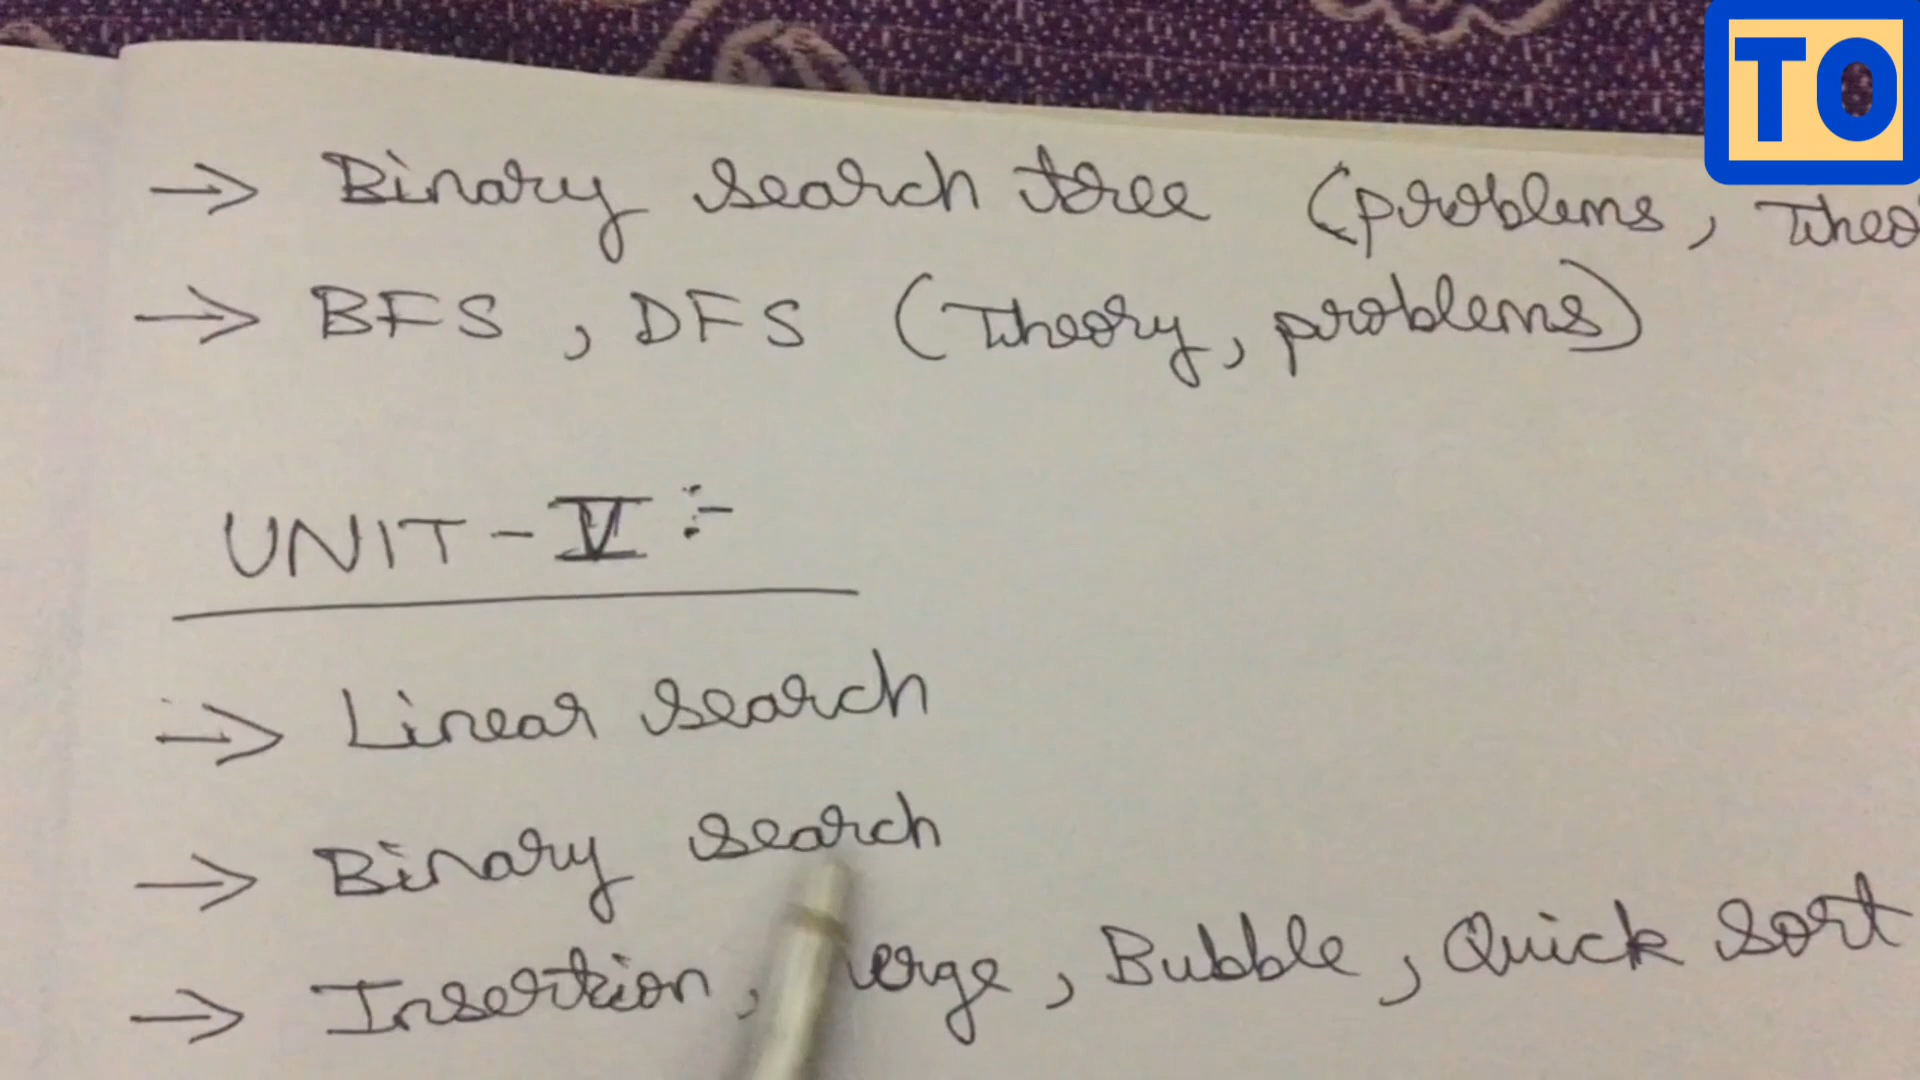 TO
→ Binary search tree (problems, Theo
→ BFS, DFS (Theory, problems)
UNIT - V :-
→ Linear search
→ Binary search
→ Insertion, erge, Bubble, Quick Sort